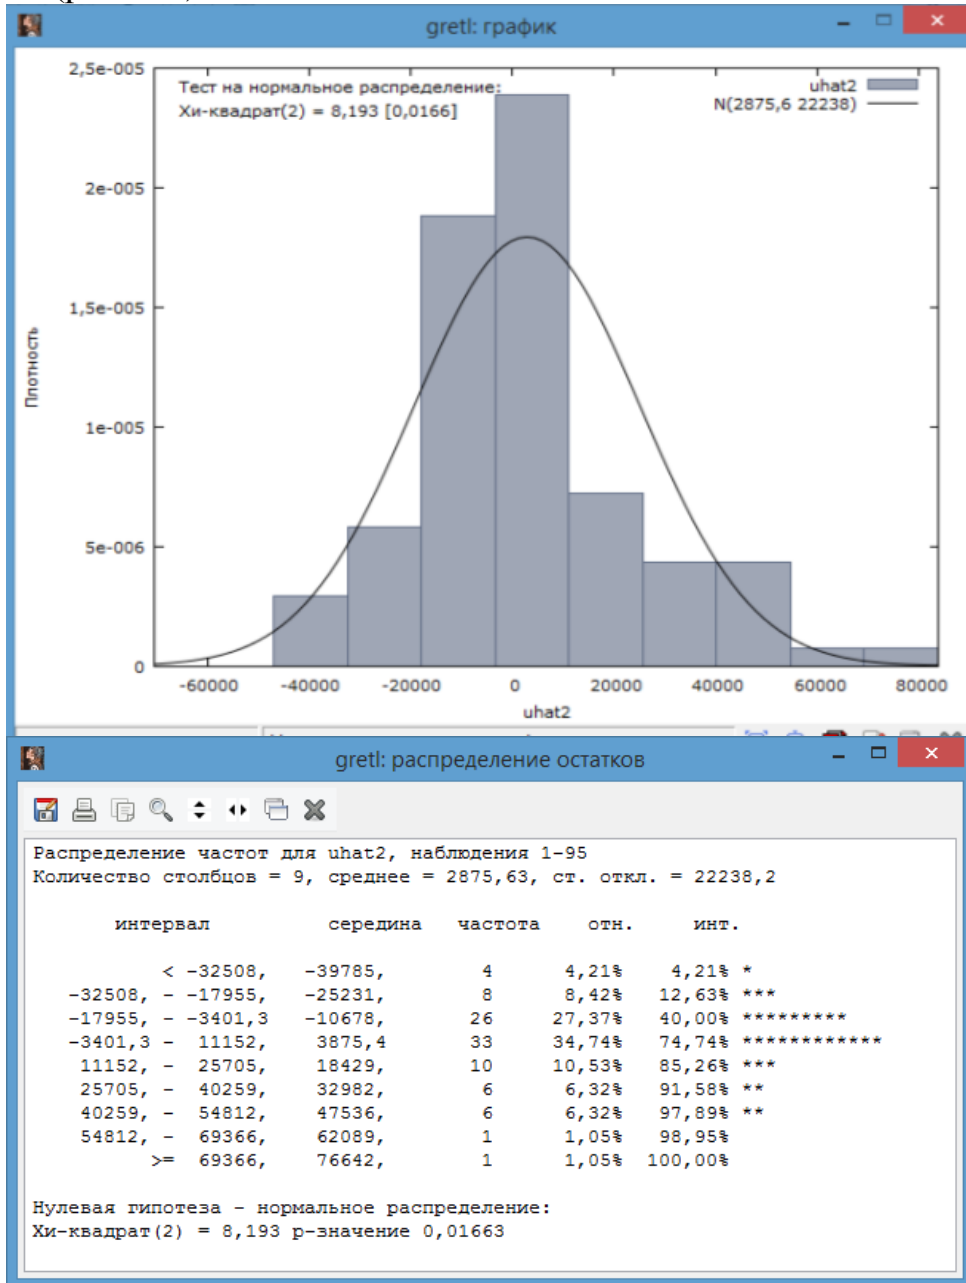 gretl: график
2,5e-005
2e-005
1,5e-005
1e-005
5e-006
0
Плотность
Тест на нормальное распределение:
Хи-квадрат(2) = 8,193 [0,0166]
uhat2
N(2875,6 22238)
-60000 -40000 -20000 0 20000 40000 60000 80000
uhat2
gretl: распределение остатков
Распределение частот для uhat2, наблюдения 1-95
Количество столбцов = 9, среднее = 2875,63, ст. откл. = 22238,2
интервал середина частота отн. инт.
< -32508, -39785, 4 4,21% 4,21% *
-32508, - -17955, -25231, 8 8,42% 12,63% ***
-17955, - -3401,3 -10678, 26 27,37% 40,00% *********
-3401,3 - 11152, 3875,4 33 34,74% 74,74% ************
11152, - 25705, 18429, 10 10,53% 85,26% ***
25705, - 40259, 32982, 6 6,32% 91,58% **
40259, - 54812, 47536, 6 6,32% 97,89% **
54812, - 69366, 62089, 1 1,05% 98,95%
>= 69366, 76642, 1 1,05% 100,00%
Нулевая гипотеза - нормальное распределение:
Хи-квадрат(2) = 8,193 р-значение 0,01663